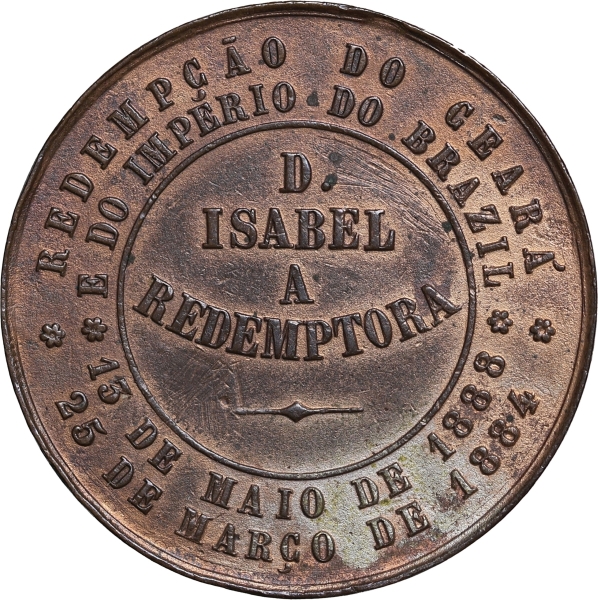 REDEMPÇÃO DO CEARÁ
E DO IMPÉRIO DO BRAZIL
D.
ISABEL
A
REDEMPTORA
13 DE MAIO DE 1888
25 DE MARÇO DE 1884